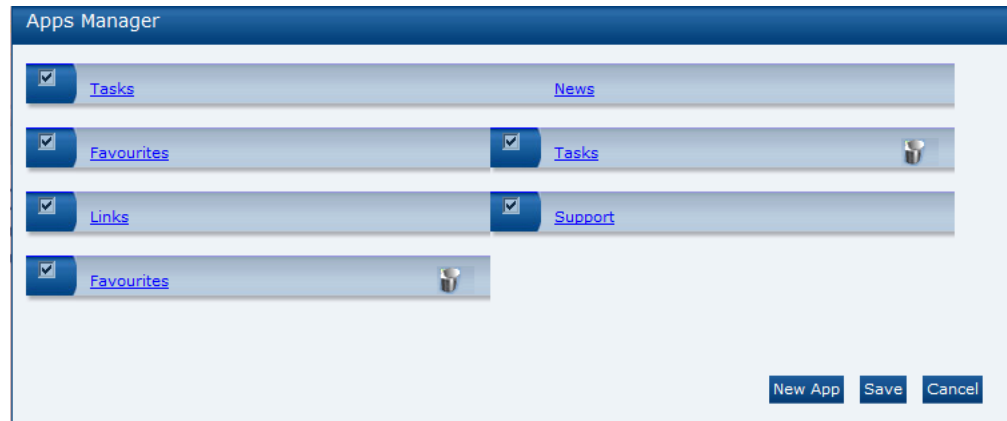 Apps Manager
Tasks News
Favourites Tasks
Links Support
Favourites
New App Save Cancel